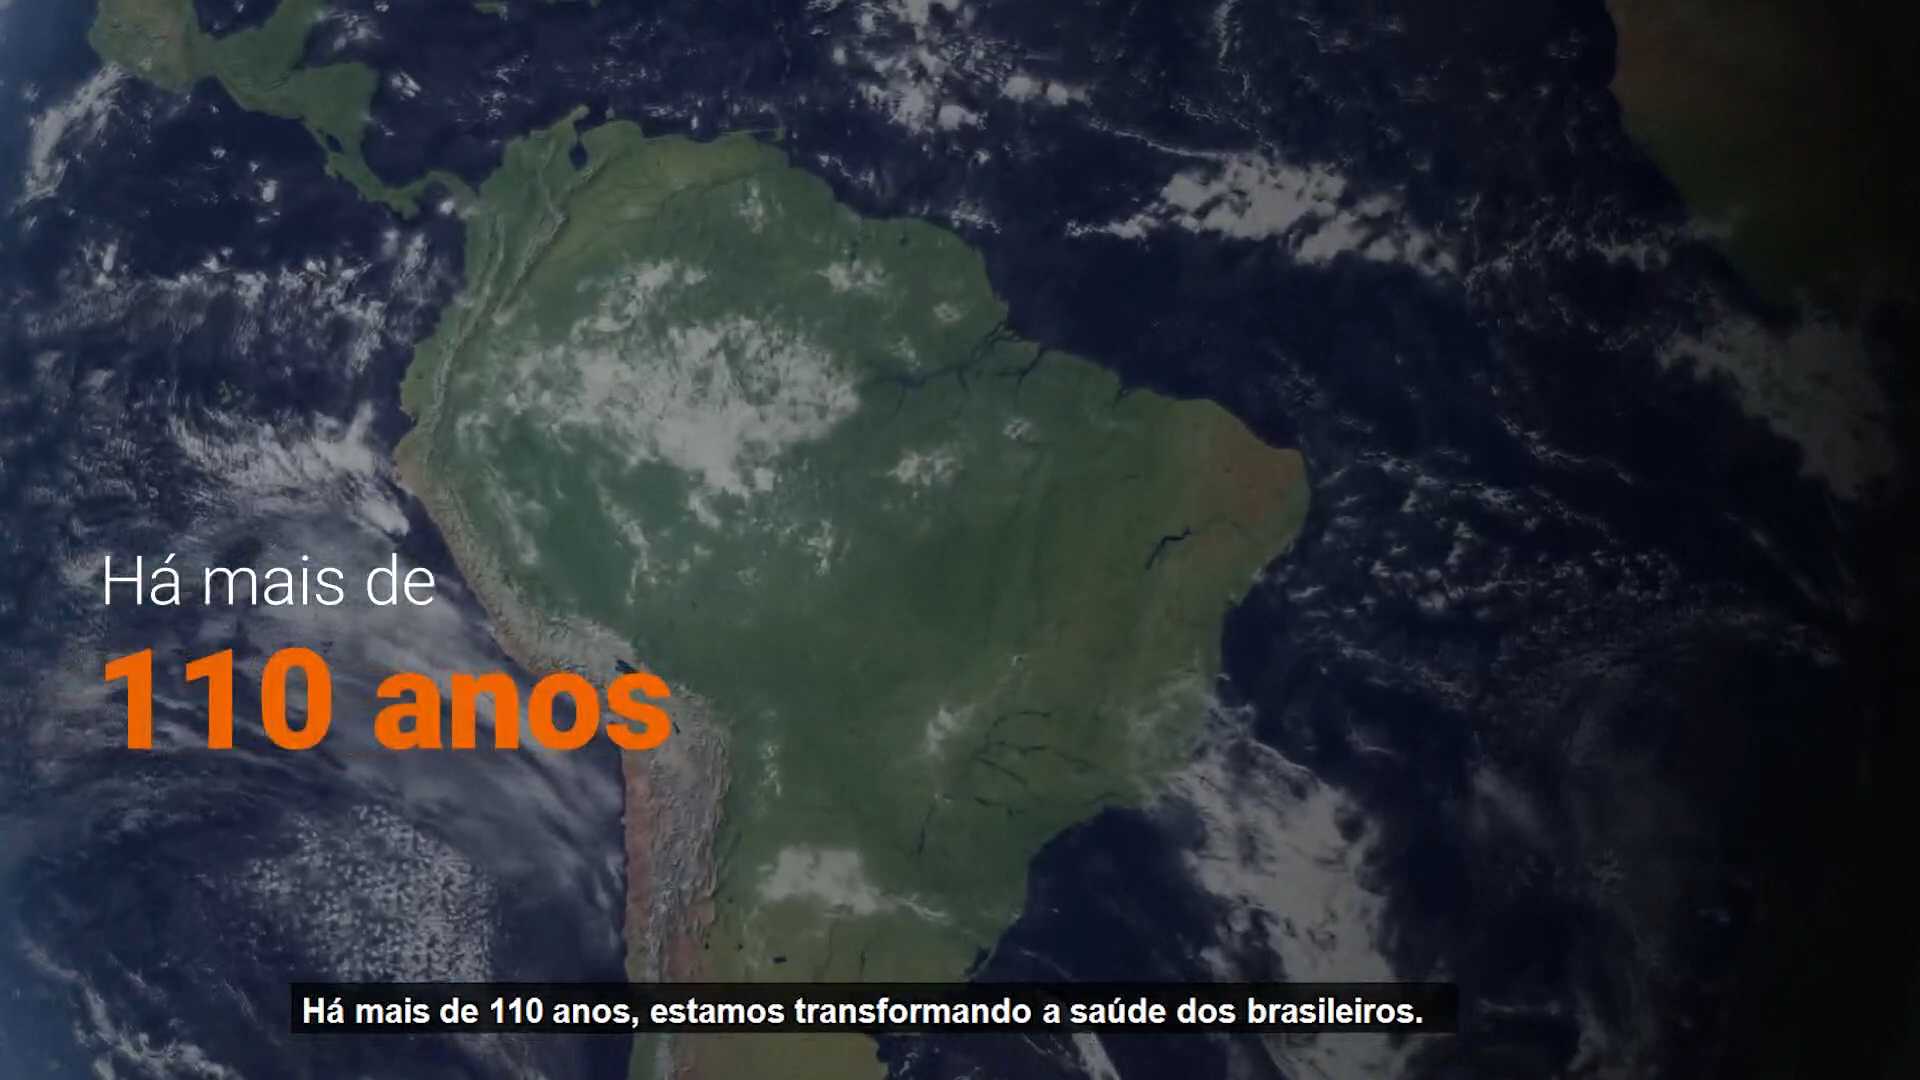 Há mais de
110 anos
Há mais de 110 anos, estamos transformando a saúde dos brasileiros.